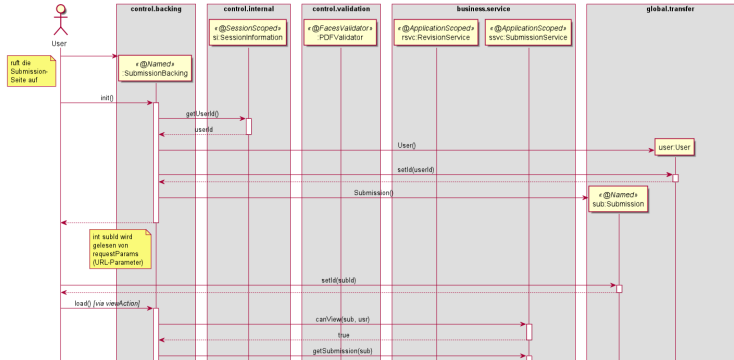 control.backing
control.internal
control.validation
business.service
global.transfer
User
«@SessionScoped»
si:SessionInformation
«@FacesValidator»
:PDFValidator
«@ApplicationScoped»
rsvc:RevisionService
«@ApplicationScoped»
ssvc:SubmissionService
ruft die
Submission-
Seite auf
«@Named»
:SubmissionBacking
init()
getUserId()
userId
User()
user:User
setId(userId)
Submission()
«@Named»
sub:Submission
int subId wird
gelesen von
requestParams
(URL-Parameter)
setId(subId)
load() [via viewAction]
canView(sub, usr)
true
getSubmission(sub)